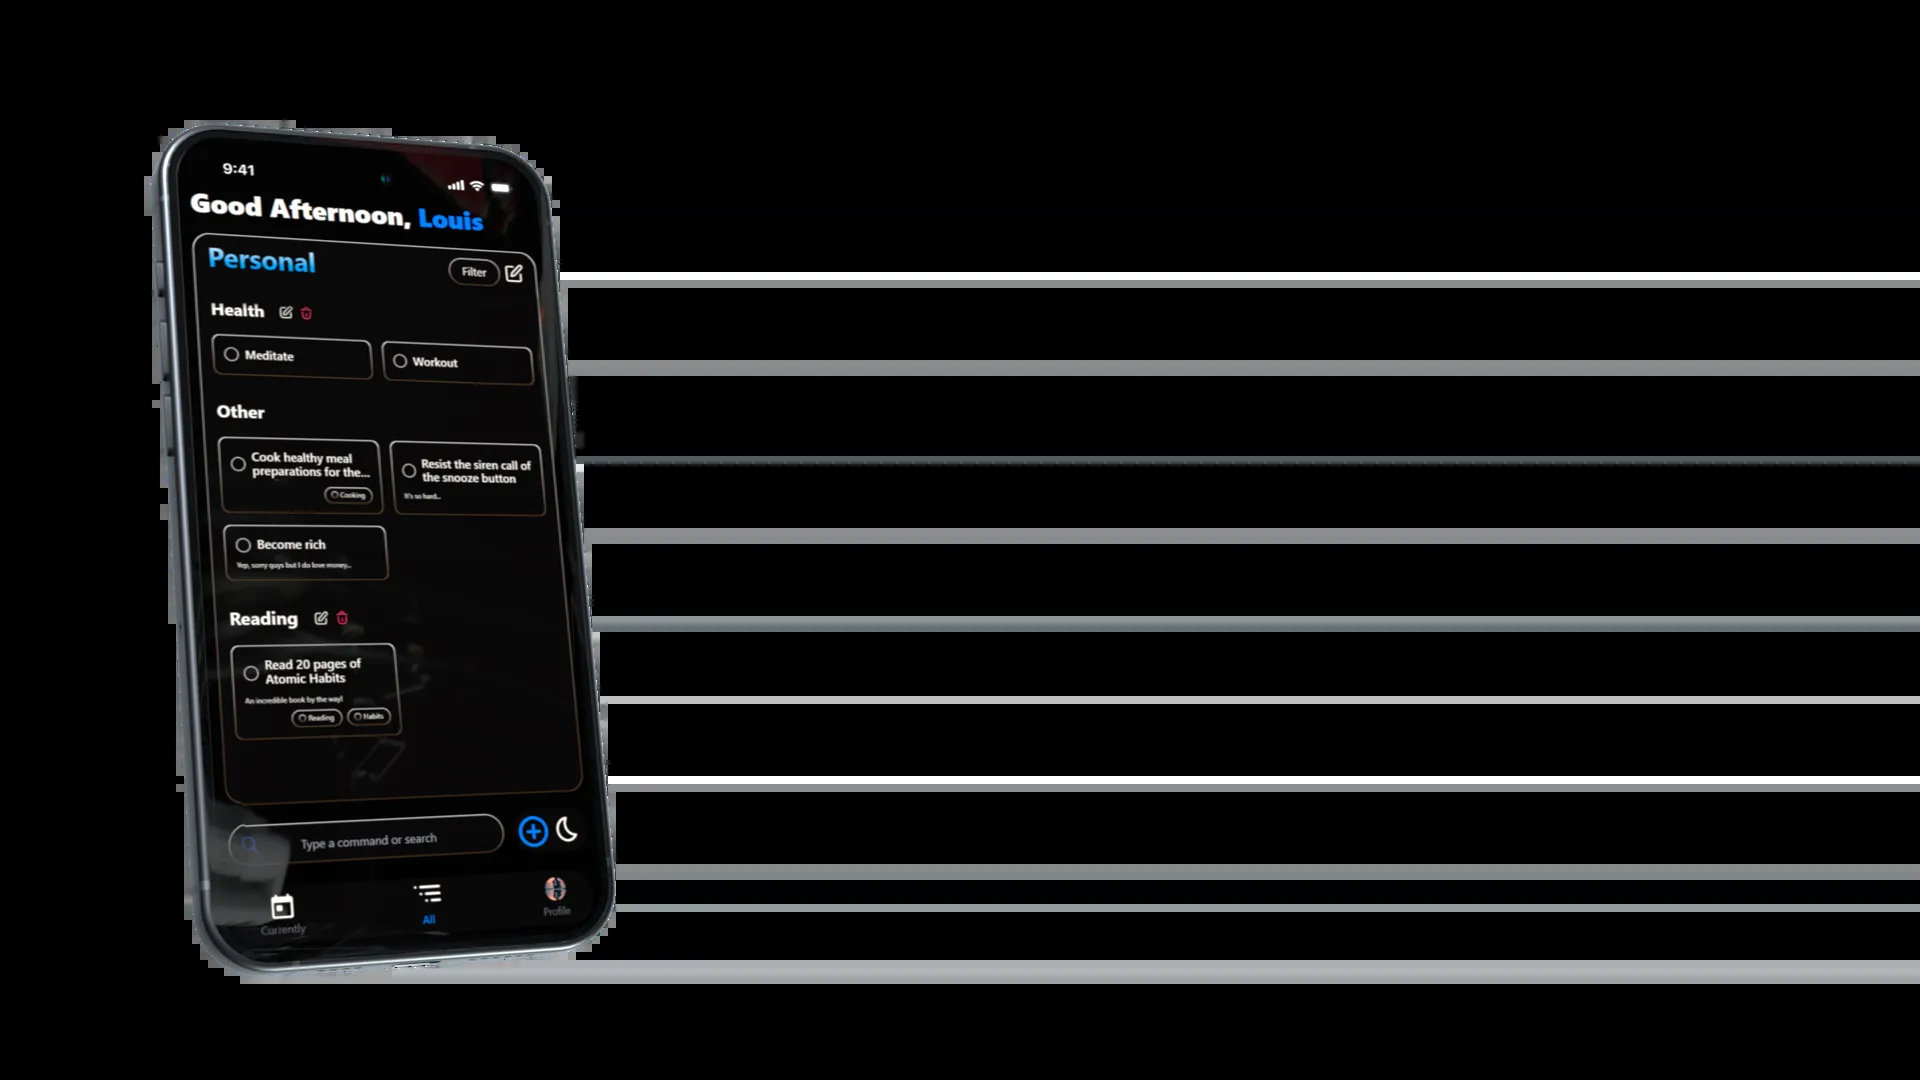 9:41
Good Afternoon, Louis
Personal
Filter
Health
Meditate
Workout
Other
Cook healthy meal
preparations for the...
Cooking
Resist the siren call of
the snooze button
It's so hard...
Become rich
Yep, sorry guys but I do love money...
Reading
Read 20 pages of
Atomic Habits
An incredible book by the way!
Reading
Habits
Type a command or search
Currently
All
Profile